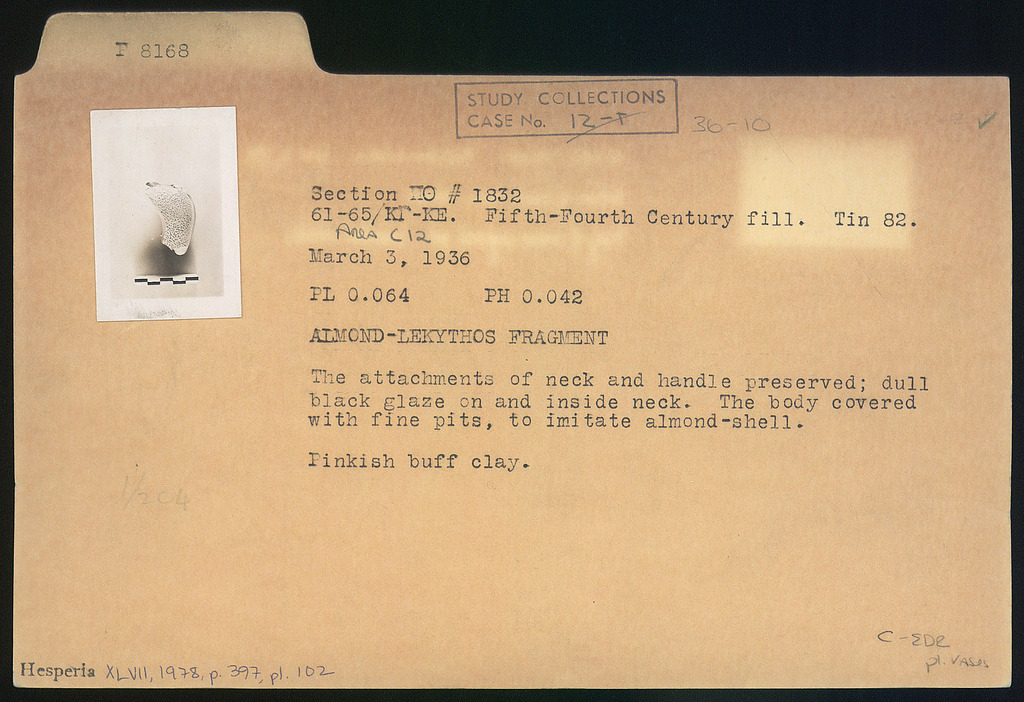 P 8168
STUDY COLLECTIONS
CASE No. 12-
36-10
Section ΠΘ # 1832
61-65/ΚΓ-ΚΕ. Fifth-Fourth Century fill. Tin 82.
Area C12
March 3, 1936
PL 0.064 PH 0.042
ALMOND-LEKYTHOS FRAGMENT
The attachments of neck and handle preserved; dull
black glaze on and inside neck. The body covered
with fine pits, to imitate almond-shell.
Pinkish buff clay.
1/2 C4
C-
pl. VASES
Hesperia XLVII, 1978, p. 397, pl. 102